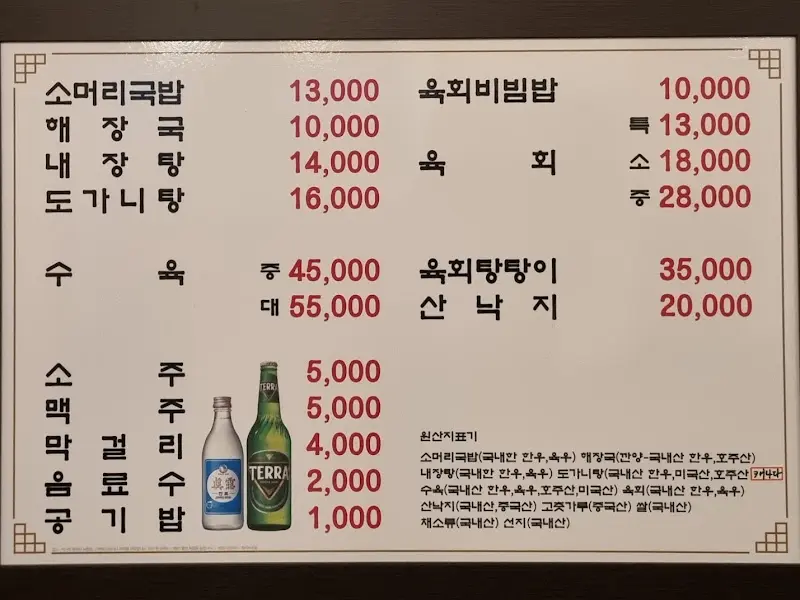 소머리국밥 13,000
해장국 10,000
내장탕 14,000
도가니탕 16,000
수육 중 45,000
대 55,000
소주 5,000
맥주 5,000
막걸리 4,000
음료수 2,000
공기밥 1,000
TERRA
TERRA
眞露
육회비빔밥 10,000
특 13,000
육회 소 18,000
중 28,000
육회탕탕이 35,000
산낙지 20,000
원산지표기
소머리국밥(국내한 한우,육우) 해장국(깐양-국내산 한우,호주산)
내장탕(국내한 한우,육우) 도가니탕(국내산 한우,미국산,호주산 캐나다
수육(국내산 한우,육우,호주산,미국산) 육회(국내산 한우,육우)
산낙지(국내산,중국산) 고춧가루(중국산) 쌀(국내산)
채소류(국내산) 선지(국내산)